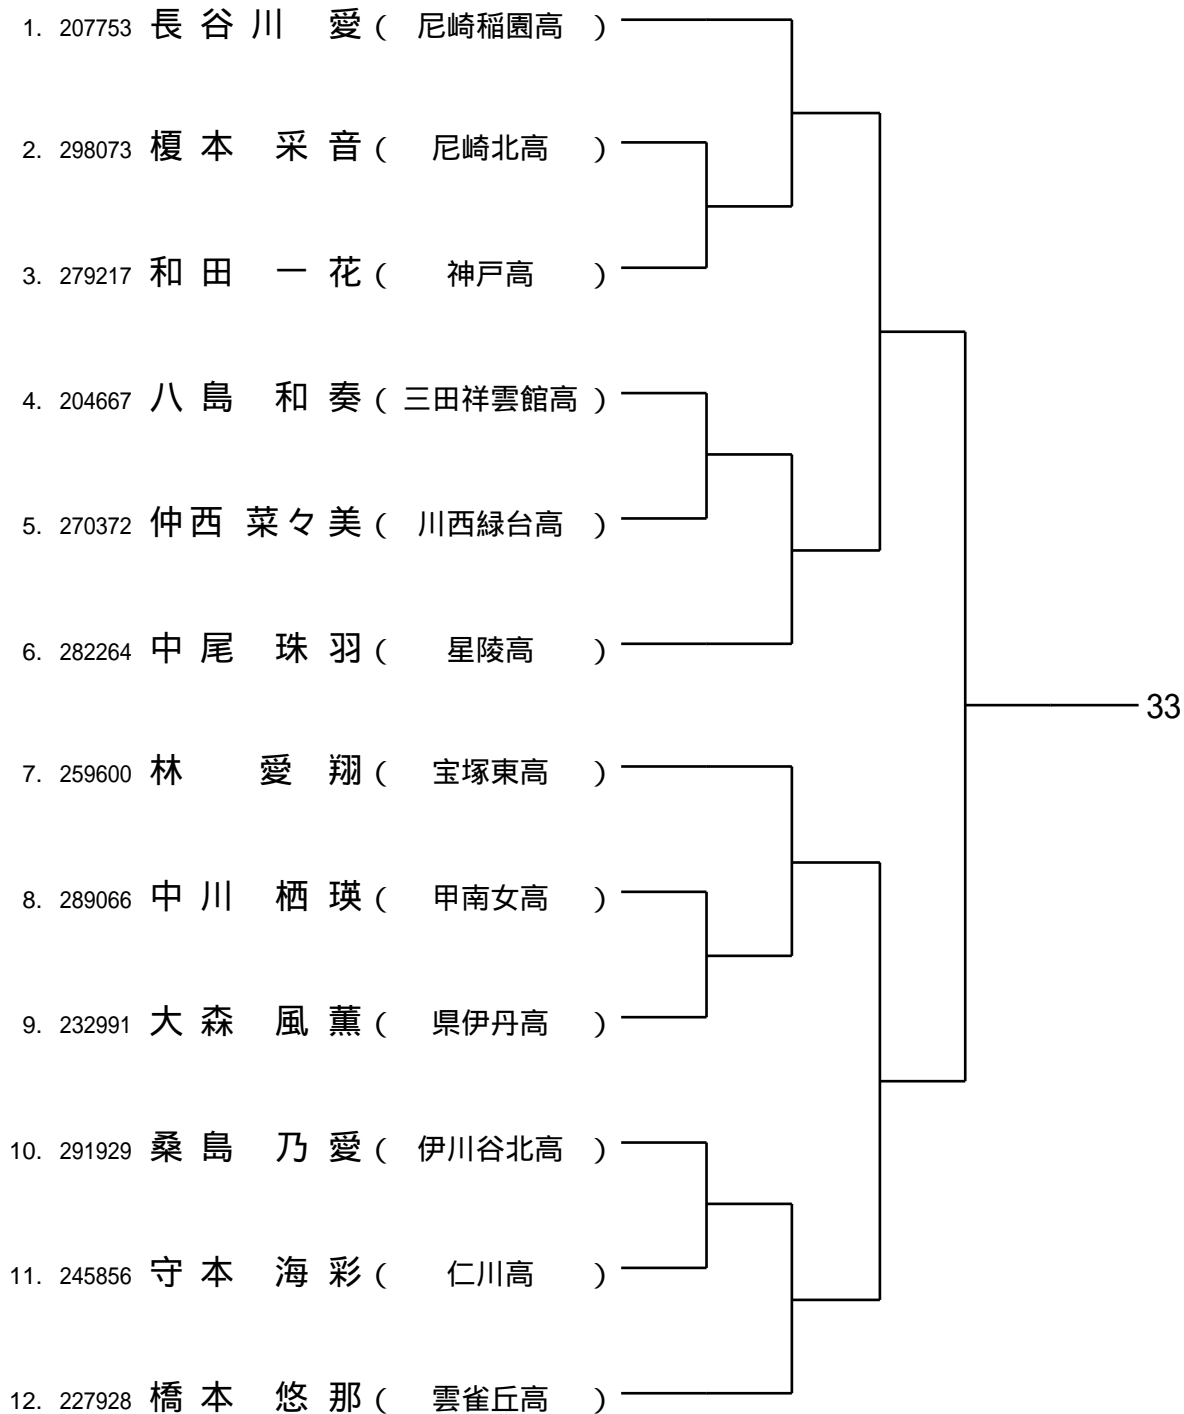 1. 207753 長谷川 愛 ( 尼崎稲園高 )
2. 298073 榎本 采音 ( 尼崎北高 )
3. 279217 和田 一花 ( 神戸高 )
4. 204667 八島 和奏 ( 三田祥雲館高 )
5. 270372 仲西 菜々美 ( 川西緑台高 )
6. 282264 中尾 珠羽 ( 星陵高 )
33
7. 259600 林 愛翔 ( 宝塚東高 )
8. 289066 中川 栖瑛 ( 甲南女高 )
9. 232991 大森 風薫 ( 県伊丹高 )
10. 291929 桑島 乃愛 ( 伊川谷北高 )
11. 245856 守本 海彩 ( 仁川高 )
12. 227928 橋本 悠那 ( 雲雀丘高 )